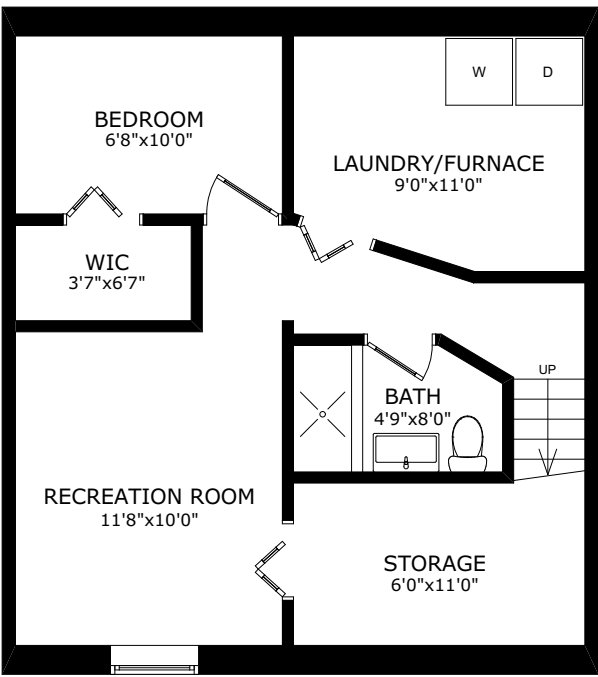 W
D
BEDROOM
6'8"x10'0"
LAUNDRY/FURNACE
9'0"x11'0"
WIC
3'7"x6'7"
UP
BATH
4'9"x8'0"
RECREATION ROOM
11'8"x10'0"
STORAGE
6'0"x11'0"